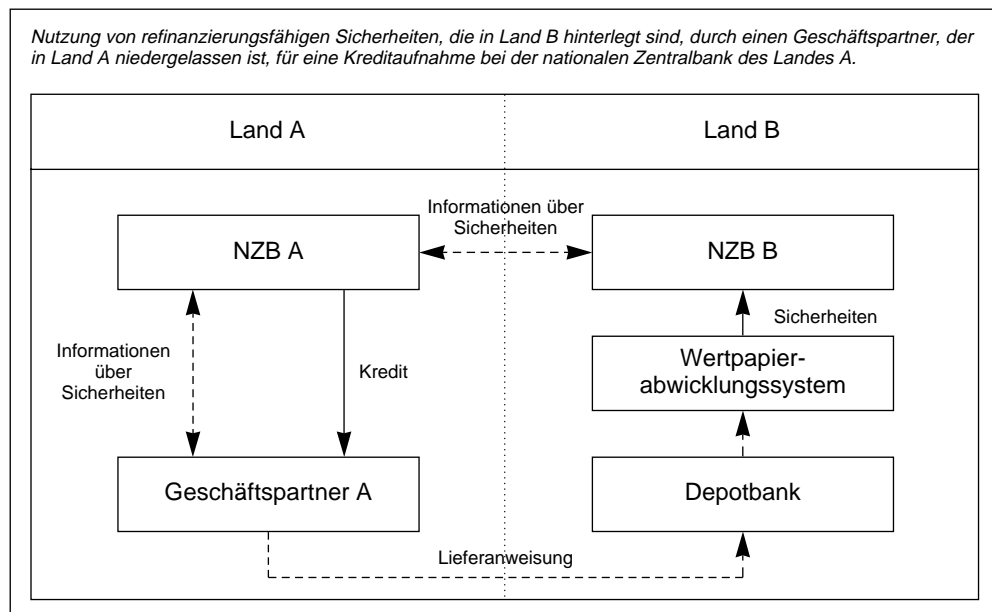 Nutzung von refinanzierungsfähigen Sicherheiten, die in Land B hinterlegt sind, durch einen Geschäftspartner, der
in Land A niedergelassen ist, für eine Kreditaufnahme bei der nationalen Zentralbank des Landes A.
Land A
Land B
Informationen über
Sicherheiten
NZB A
NZB B
Sicherheiten
Informationen
über
Sicherheiten
Kredit
Wertpapier-
abwicklungssystem
Geschäftspartner A
Depotbank
Lieferanweisung